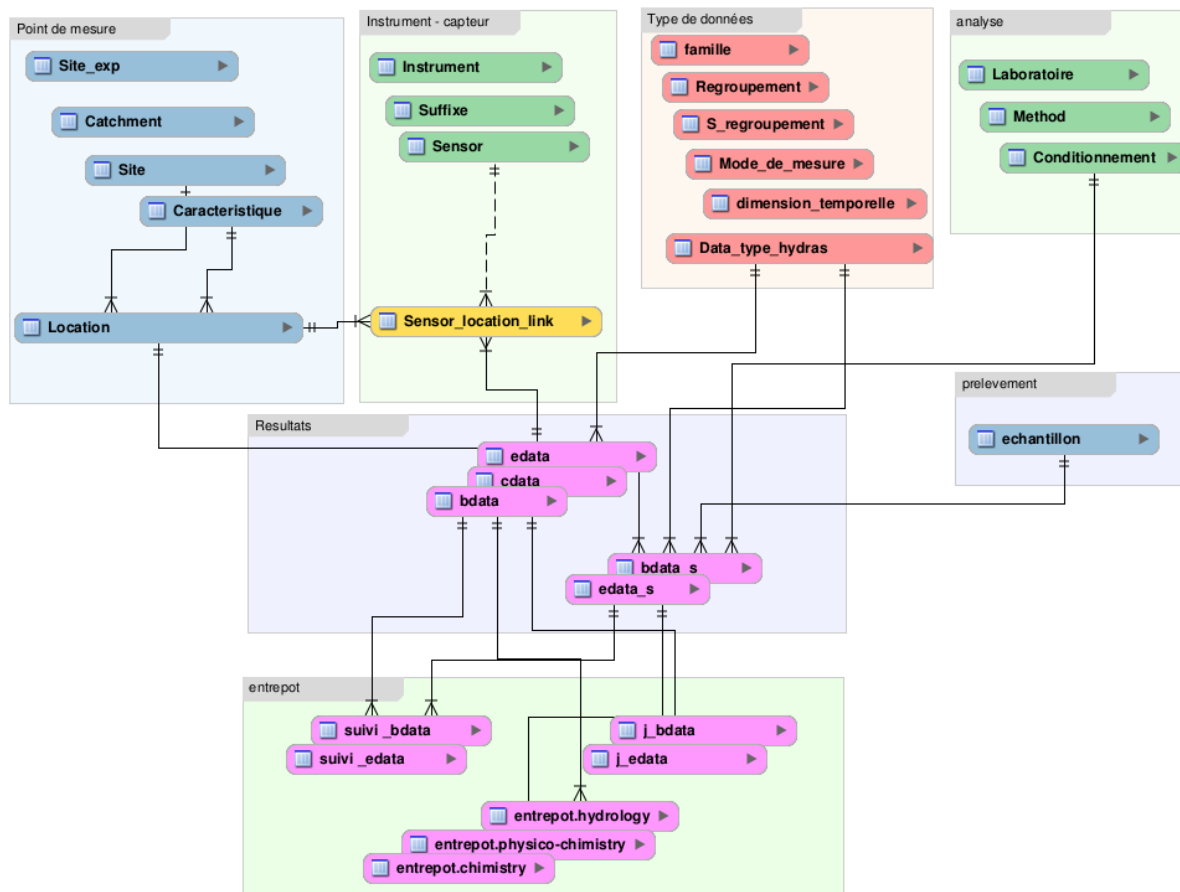 Point de mesure
Site_exp
Catchment
Site
Caracteristique
Location
Instrument - capteur
Instrument
Suffixe
Sensor
Sensor_location_link
Type de données
famille
Regroupement
S_regroupement
Mode_de_mesure
dimension_temporelle
Data_type_hydras
analyse
Laboratoire
Method
Conditionnement
prelevement
echantillon
Resultats
edata
cdata
bdata
bdata_s
edata_s
entrepot
suivi _bdata
suivi _edata
j_bdata
j_edata
entrepot.hydrology
entrepot.physico-chimistry
entrepot.chimistry